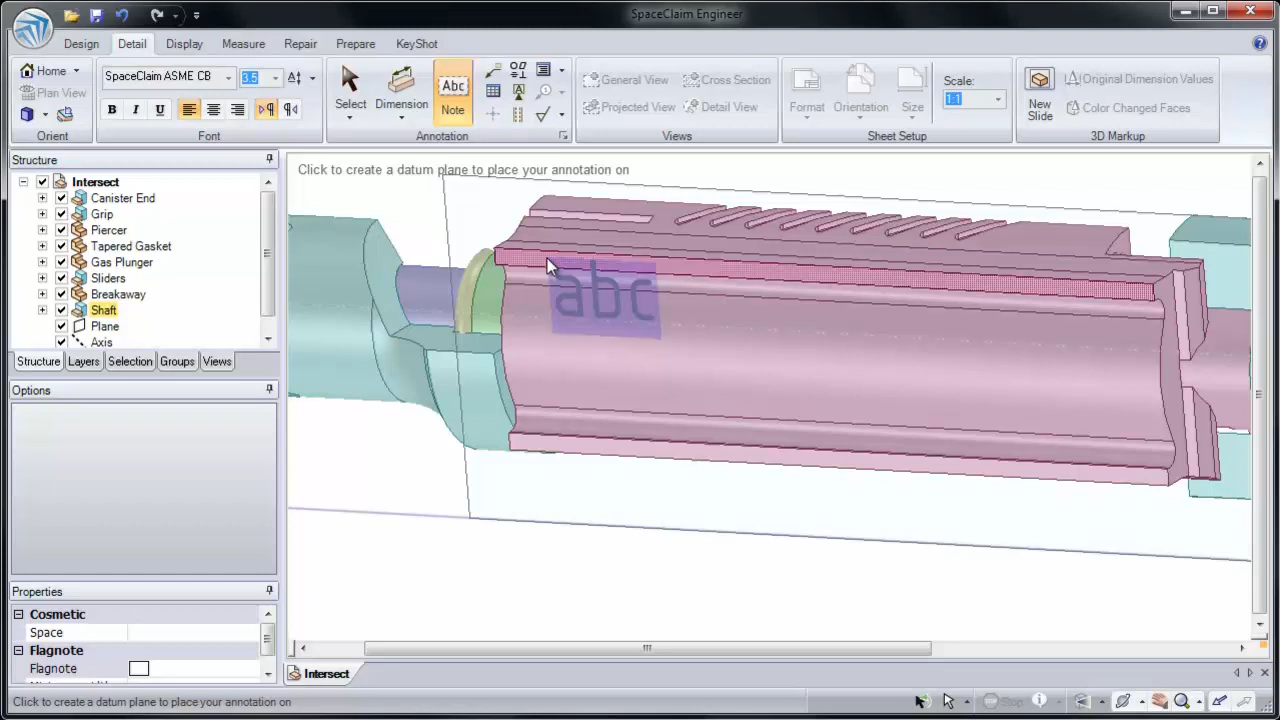 SpaceClaim Engineer
Design Detail Display Measure Repair Prepare KeyShot
Home
Plan View
Orient
SpaceClaim ASME CB 3.5
B I U
Font
Select
Dimension
Abc
Note
Annotation
General View Cross Section
Projected View Detail View
Views
Format Orientation Size
Scale:
1:1
Sheet Setup
New Slide
Original Dimension Values
Color Changed Faces
3D Markup
Structure
Intersect
Canister End
Grip
Piercer
Tapered Gasket
Gas Plunger
Sliders
Breakaway
Shaft
Plane
Axis
Structure Layers Selection Groups Views
Options
Properties
Cosmetic
Space
Flagnote
Flagnote
Click to create a datum plane to place your annotation on
abc
Intersect
Click to create a datum plane to place your annotation on
Stop